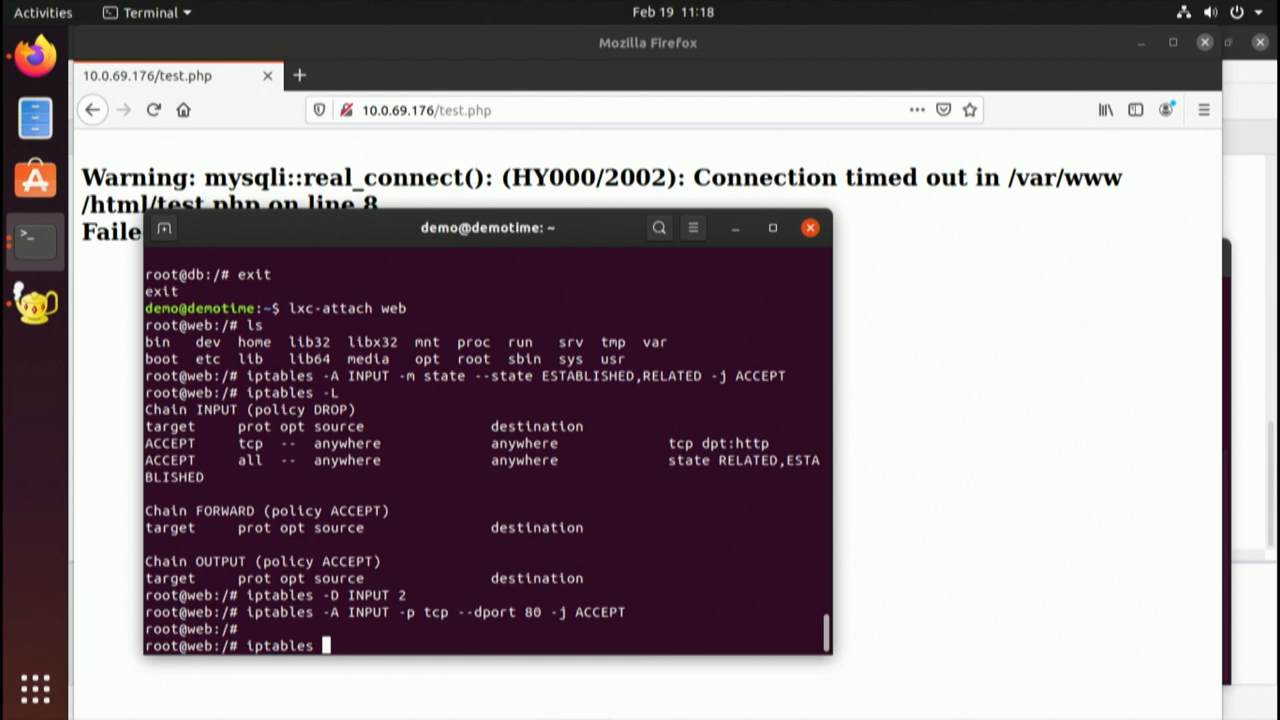 Activities
Terminal
Feb 19 11:18
Mozilla Firefox
10.0.69.176/test.php
10.0.69.176/test.php
Warning: mysqli::real_connect(): (HY000/2002): Connection timed out in /var/www
/html/test.php on line 8
Faile
demo@demotime: ~
root@db:/# exit
exit
demo@demotime:~$ lxc-attach web
root@web:/# ls
bin dev home lib32 libx32 mnt proc run srv tmp var
boot etc lib lib64 media opt root sbin sys usr
root@web:/# iptables -A INPUT -m state --state ESTABLISHED,RELATED -j ACCEPT
root@web:/# iptables -L
Chain INPUT (policy DROP)
target prot opt source destination
ACCEPT tcp -- anywhere anywhere tcp dpt:http
ACCEPT all -- anywhere anywhere state RELATED,ESTA
BLISHED
Chain FORWARD (policy ACCEPT)
target prot opt source destination
Chain OUTPUT (policy ACCEPT)
target prot opt source destination
root@web:/# iptables -D INPUT 2
root@web:/# iptables -A INPUT -p tcp --dport 80 -j ACCEPT
root@web:/#
root@web:/# iptables